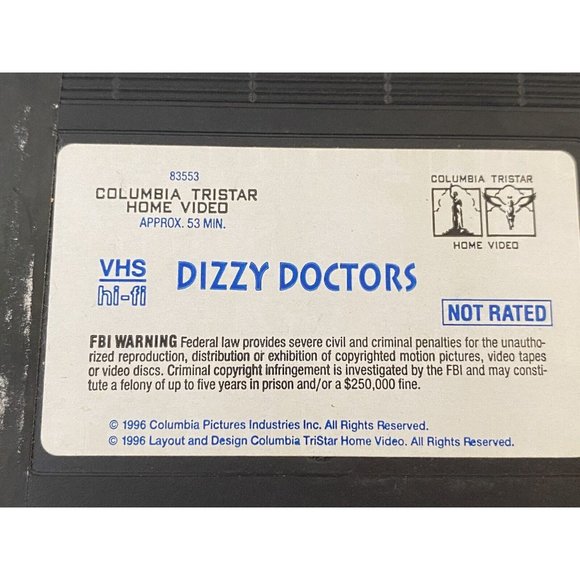 83553
COLUMBIA TRISTAR
HOME VIDEO
APPROX. 53 MIN.
COLUMBIA TRISTAR
HOME VIDEO
VHS
hi-fi
DIZZY DOCTORS
NOT RATED
FBI WARNING Federal law provides severe civil and criminal penalties for the unautho-
rized reproduction, distribution or exhibition of copyrighted motion pictures, video tapes
or video discs. Criminal copyright infringement is investigated by the FBI and may consti-
tute a felony of up to five years in prison and/or a $250,000 fine.
© 1996 Columbia Pictures Industries Inc. All Rights Reserved.
© 1996 Layout and Design Columbia TriStar Home Video. All Rights Reserved.